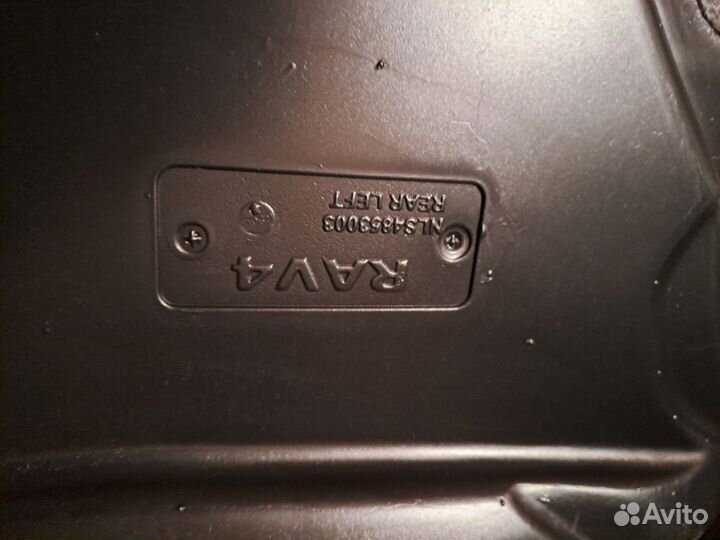 RAV4
NLS4853003
REAR LEFT
Avito